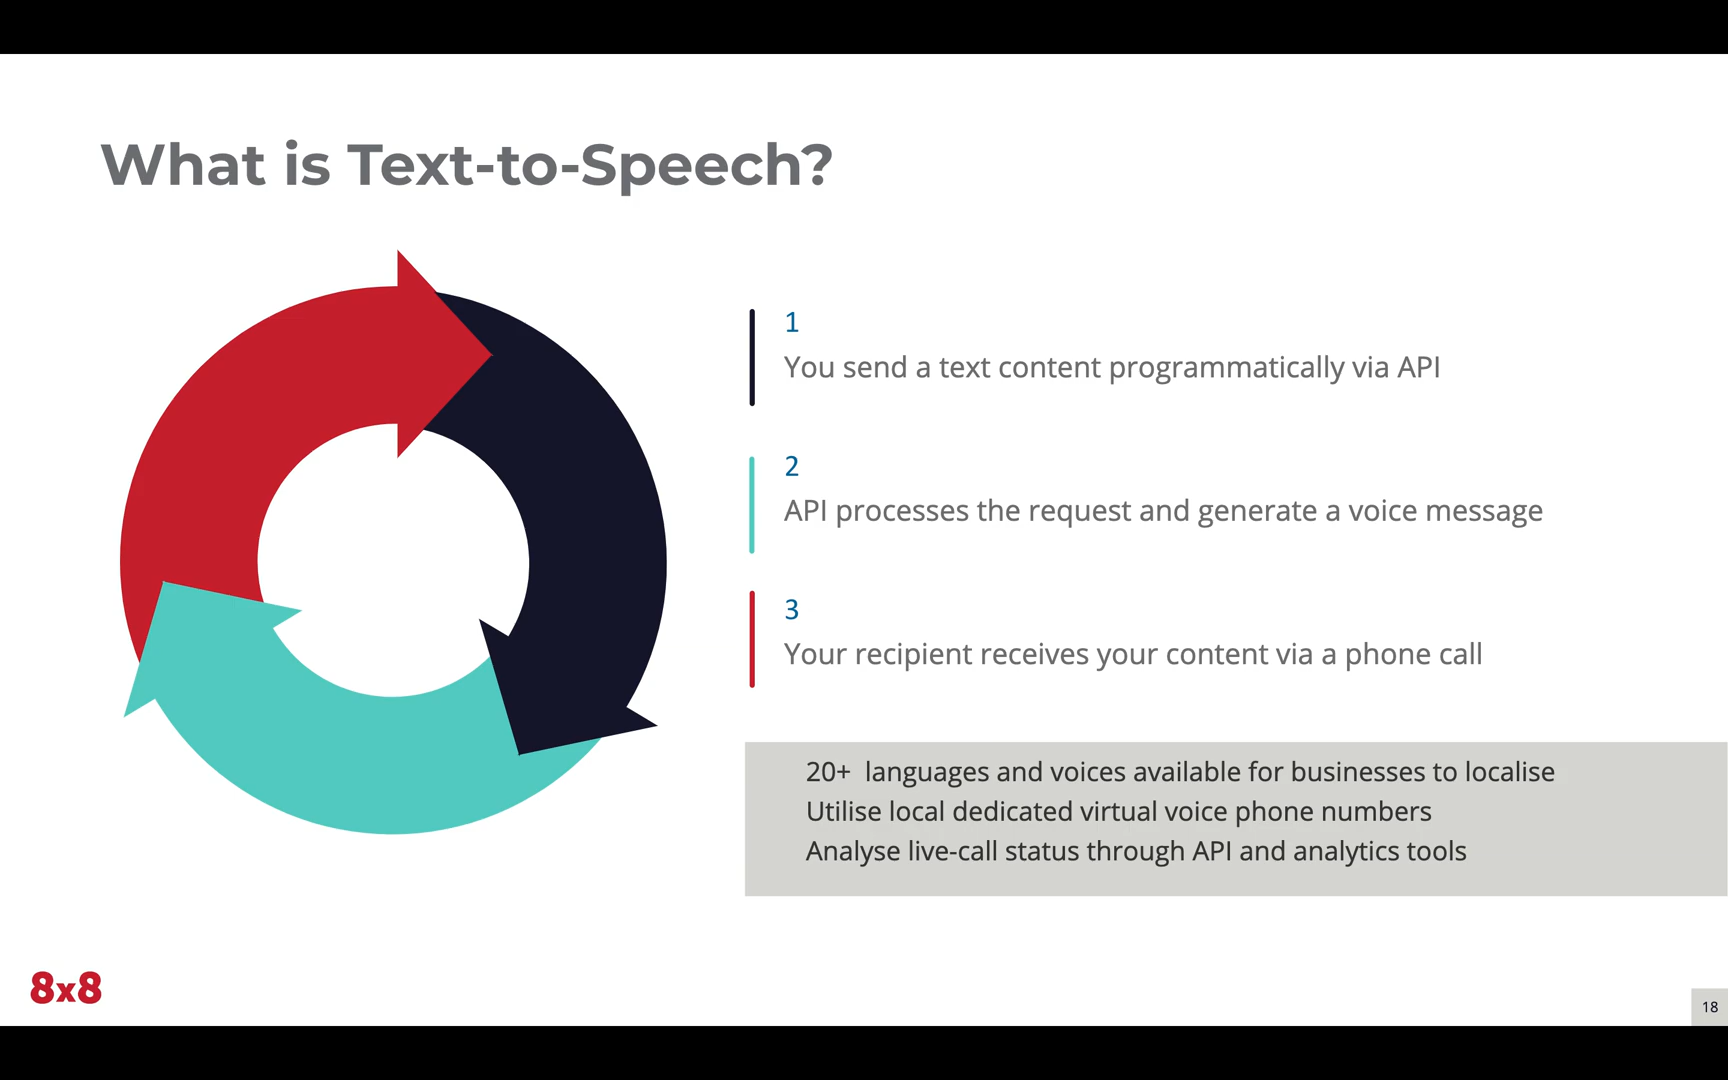 What is Text-to-Speech?
1
You send a text content programmatically via API
2
API processes the request and generate a voice message
3
Your recipient receives your content via a phone call
20+ languages and voices available for businesses to localise
Utilise local dedicated virtual voice phone numbers
Analyse live-call status through API and analytics tools
8x8
18